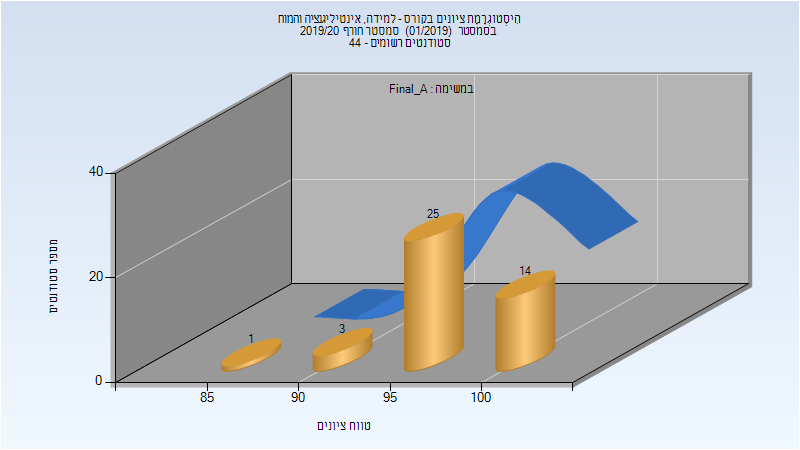 היסטוגרמת ציונים בקורס - למידה, אינטיליגנציה והמוח
בסמסטר (01/2019) סמסטר חורף 2019/20
סטודנטים רשומים - 44
במשימה : Final_A
40
20
0
מספר סטודנטים
1
3
25
14
85
90
95
100
טווח ציונים